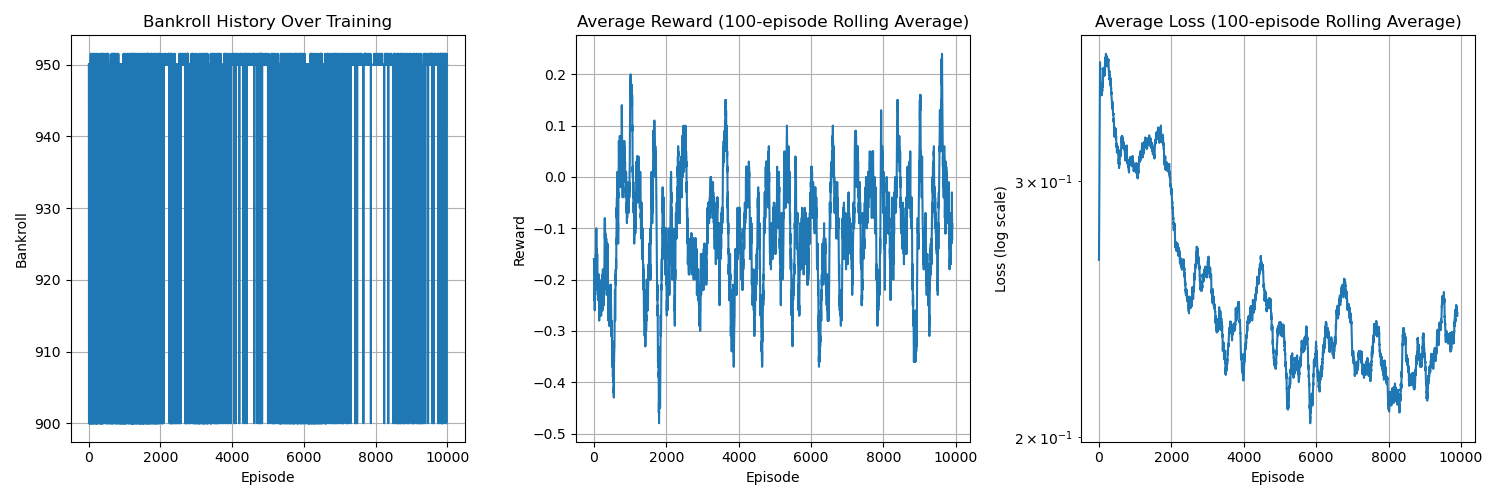 Bankroll History Over Training
950
940
930
920
910
900
Bankroll
0 2000 4000 6000 8000 10000
Episode
Average Reward (100-episode Rolling Average)
0.2
0.1
0.0
−0.1
−0.2
−0.3
−0.4
−0.5
Reward
0 2000 4000 6000 8000 10000
Episode
Average Loss (100-episode Rolling Average)
3 × 10⁻¹
2 × 10⁻¹
Loss (log scale)
0 2000 4000 6000 8000 10000
Episode